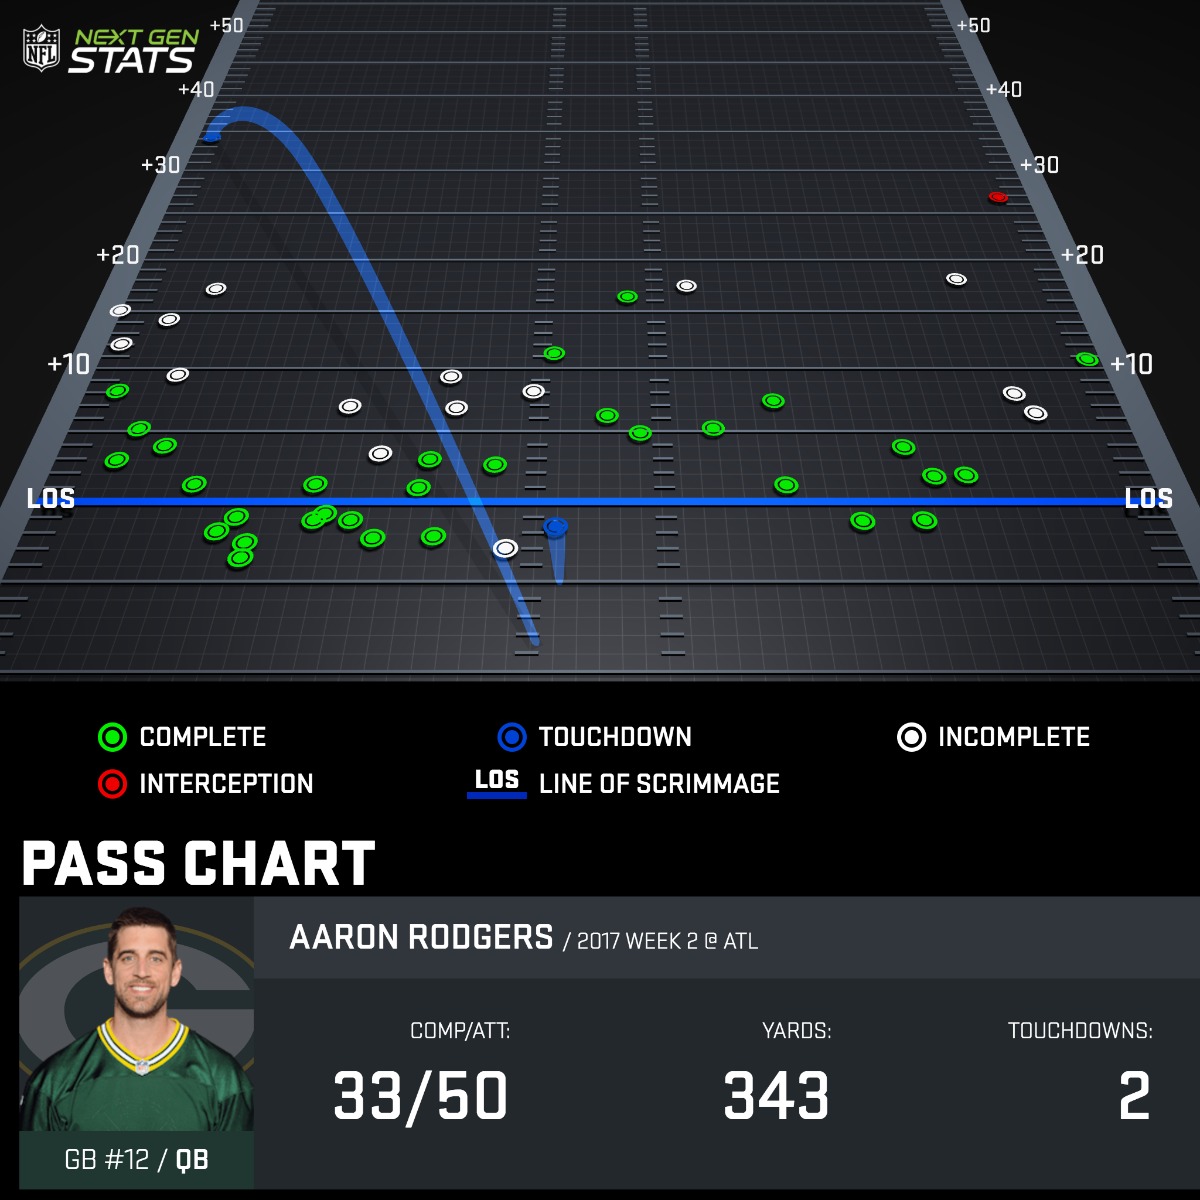 NFL NEXT GEN STATS
+50 +50
+40 +40
+30 +30
+20 +20
+10 +10
LOS LOS
COMPLETE TOUCHDOWN INCOMPLETE
INTERCEPTION LOS LINE OF SCRIMMAGE
PASS CHART
AARON RODGERS / 2017 WEEK 2 @ ATL
COMP/ATT: YARDS: TOUCHDOWNS:
33/50 343 2
GB #12 / QB